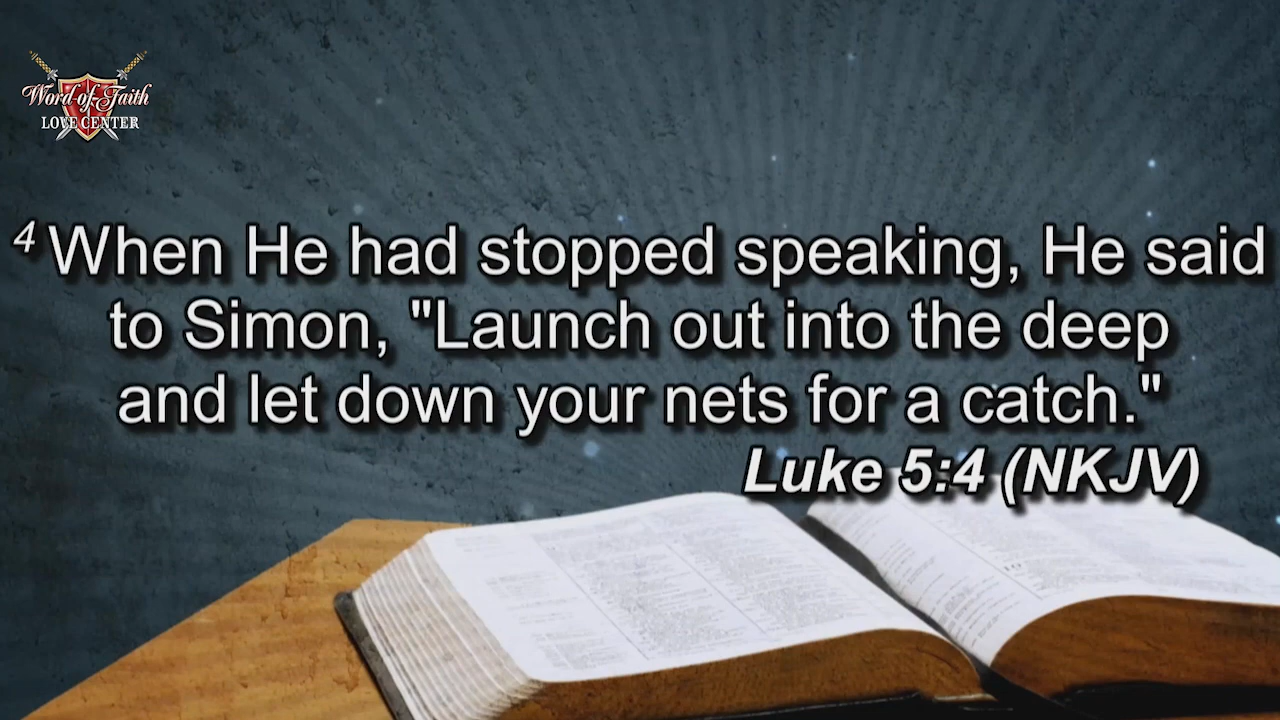 Word of Faith
LOVE CENTER
4 When He had stopped speaking, He said
to Simon, "Launch out into the deep
and let down your nets for a catch."
Luke 5:4 (NKJV)